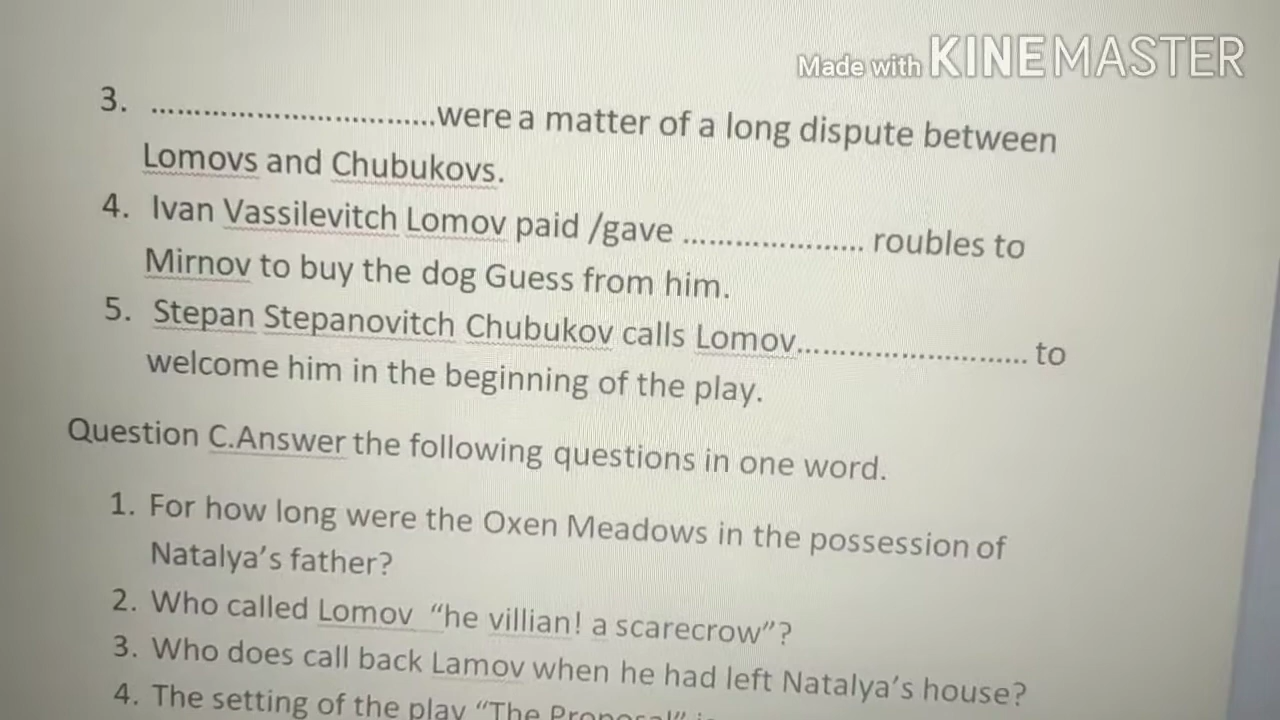 Made with KINEMASTER
3. ................................were a matter of a long dispute between
Lomovs and Chubukovs.
4. Ivan Vassilevitch Lomov paid /gave ..................... roubles to
Mirnov to buy the dog Guess from him.
5. Stepan Stepanovitch Chubukov calls Lomov........................... to
welcome him in the beginning of the play.
Question C.Answer the following questions in one word.
1. For how long were the Oxen Meadows in the possession of
Natalya's father?
2. Who called Lomov "he villian! a scarecrow"?
3. Who does call back Lamov when he had left Natalya's house?
4. The setting of the play "The Proposal" is